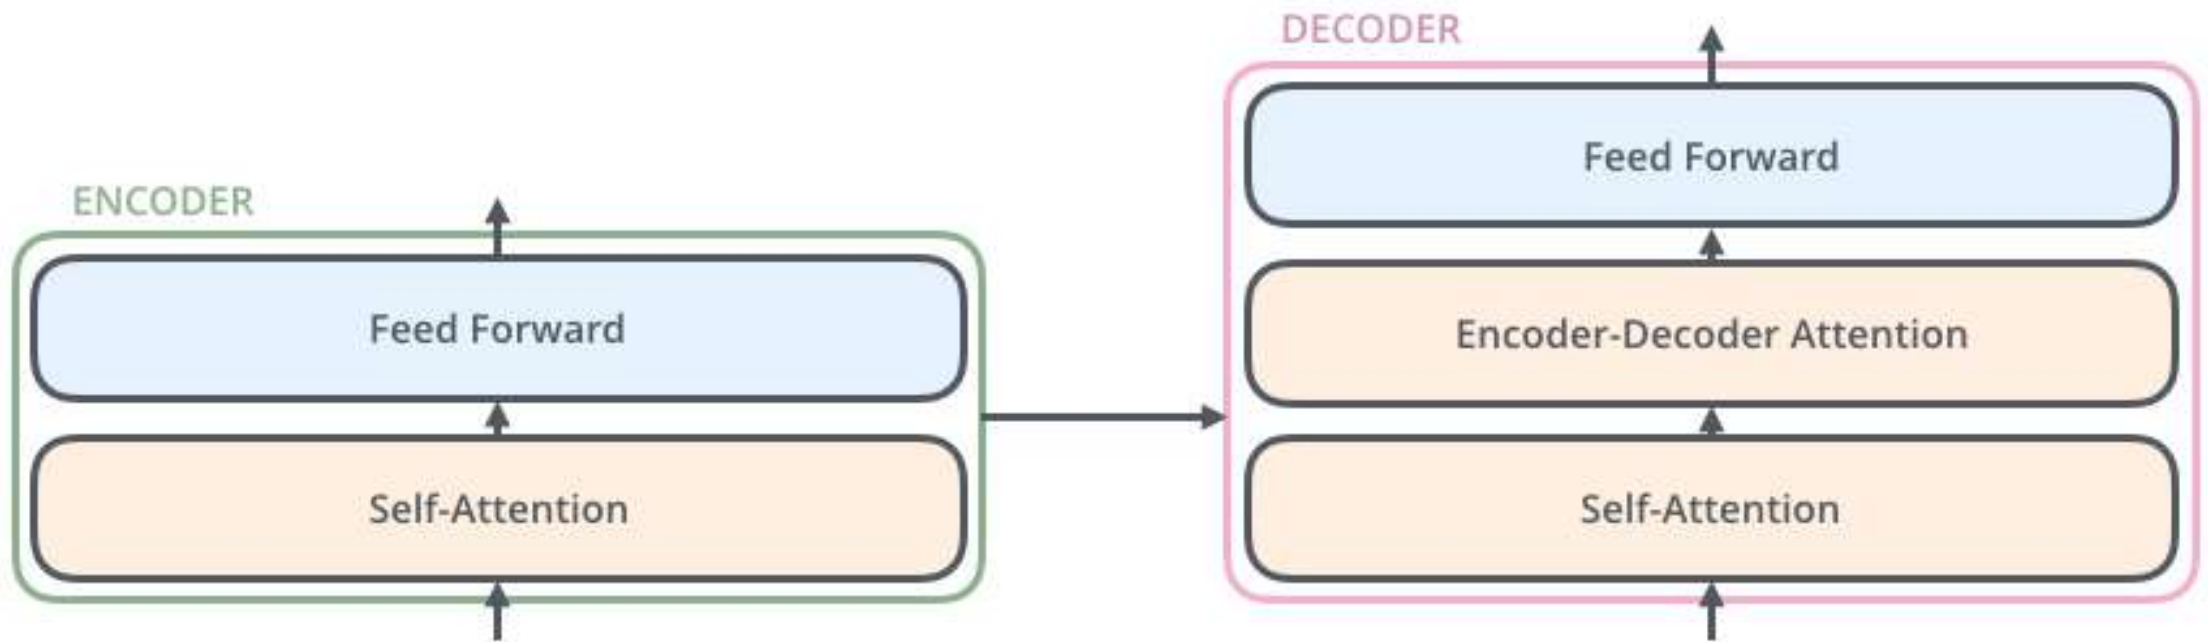 ENCODER
Feed Forward
Self-Attention
DECODER
Feed Forward
Encoder-Decoder Attention
Self-Attention